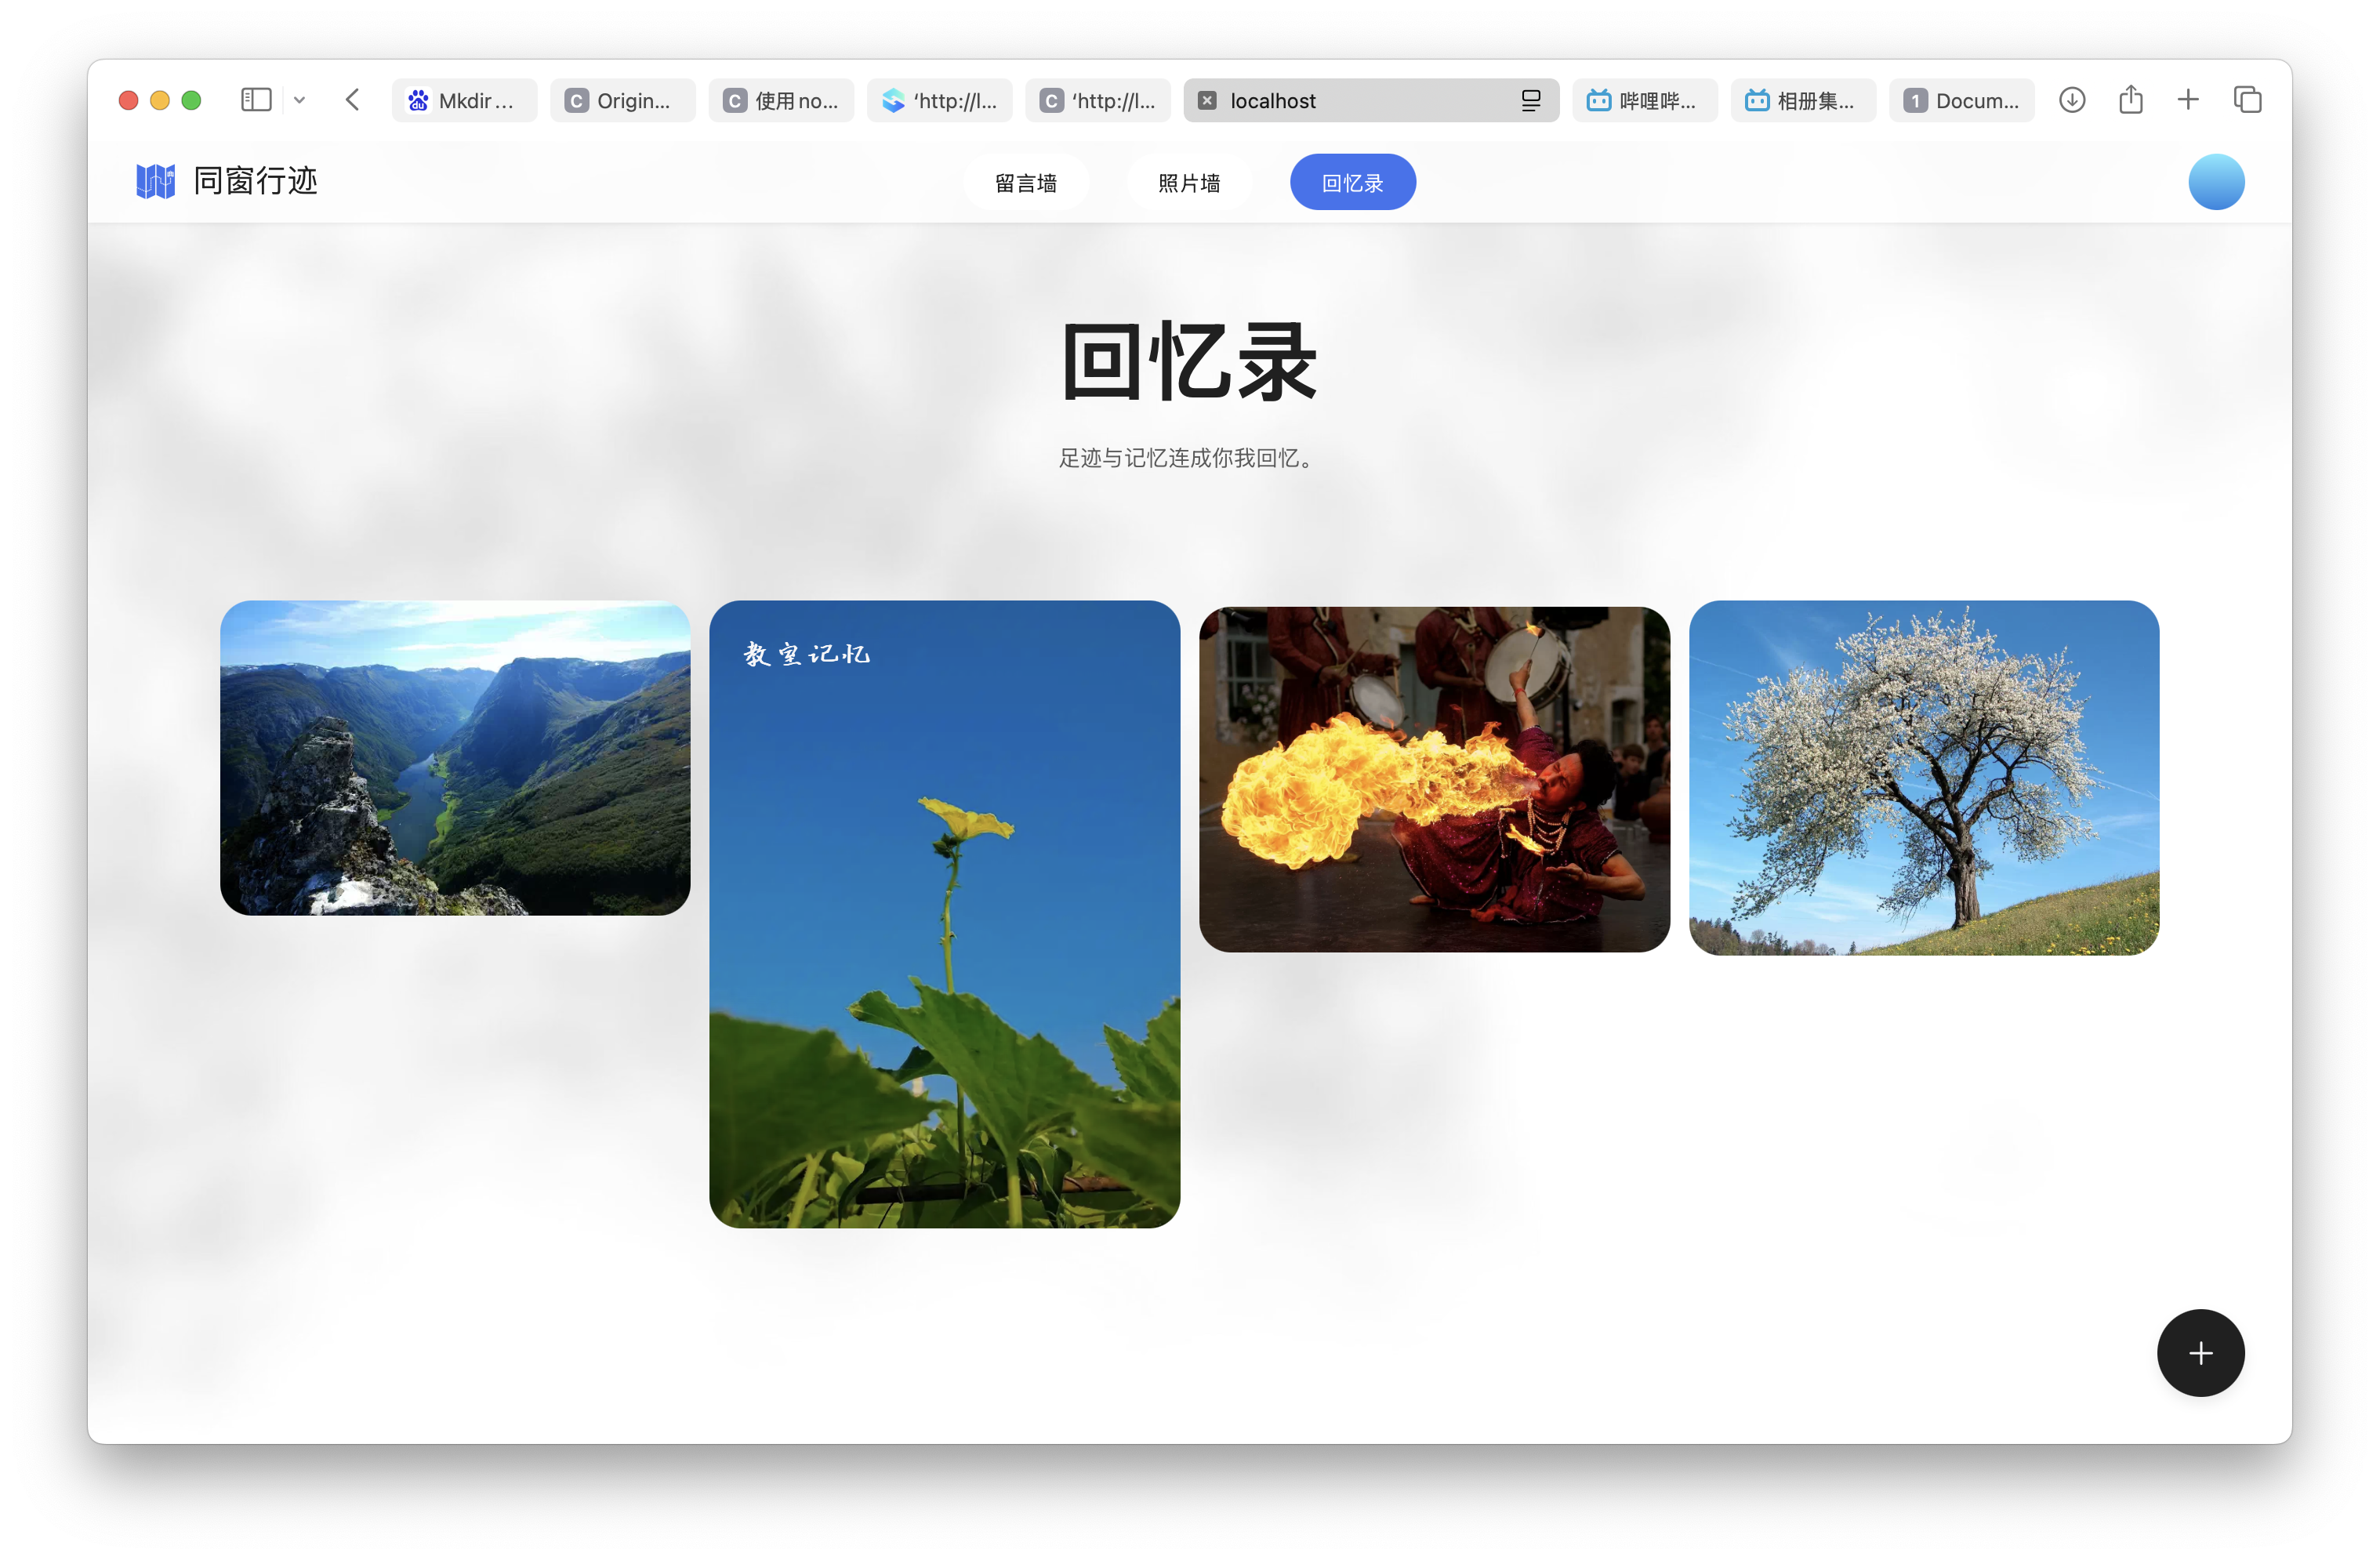 Mkdir ...
Origin...
使用 no...
‘http://l...
‘http://l...
localhost
哔哩哔...
相册集...
Docum...
同窗行迹
留言墙
照片墙
回忆录
回忆录
足迹与记忆连成你我回忆。
教室记忆